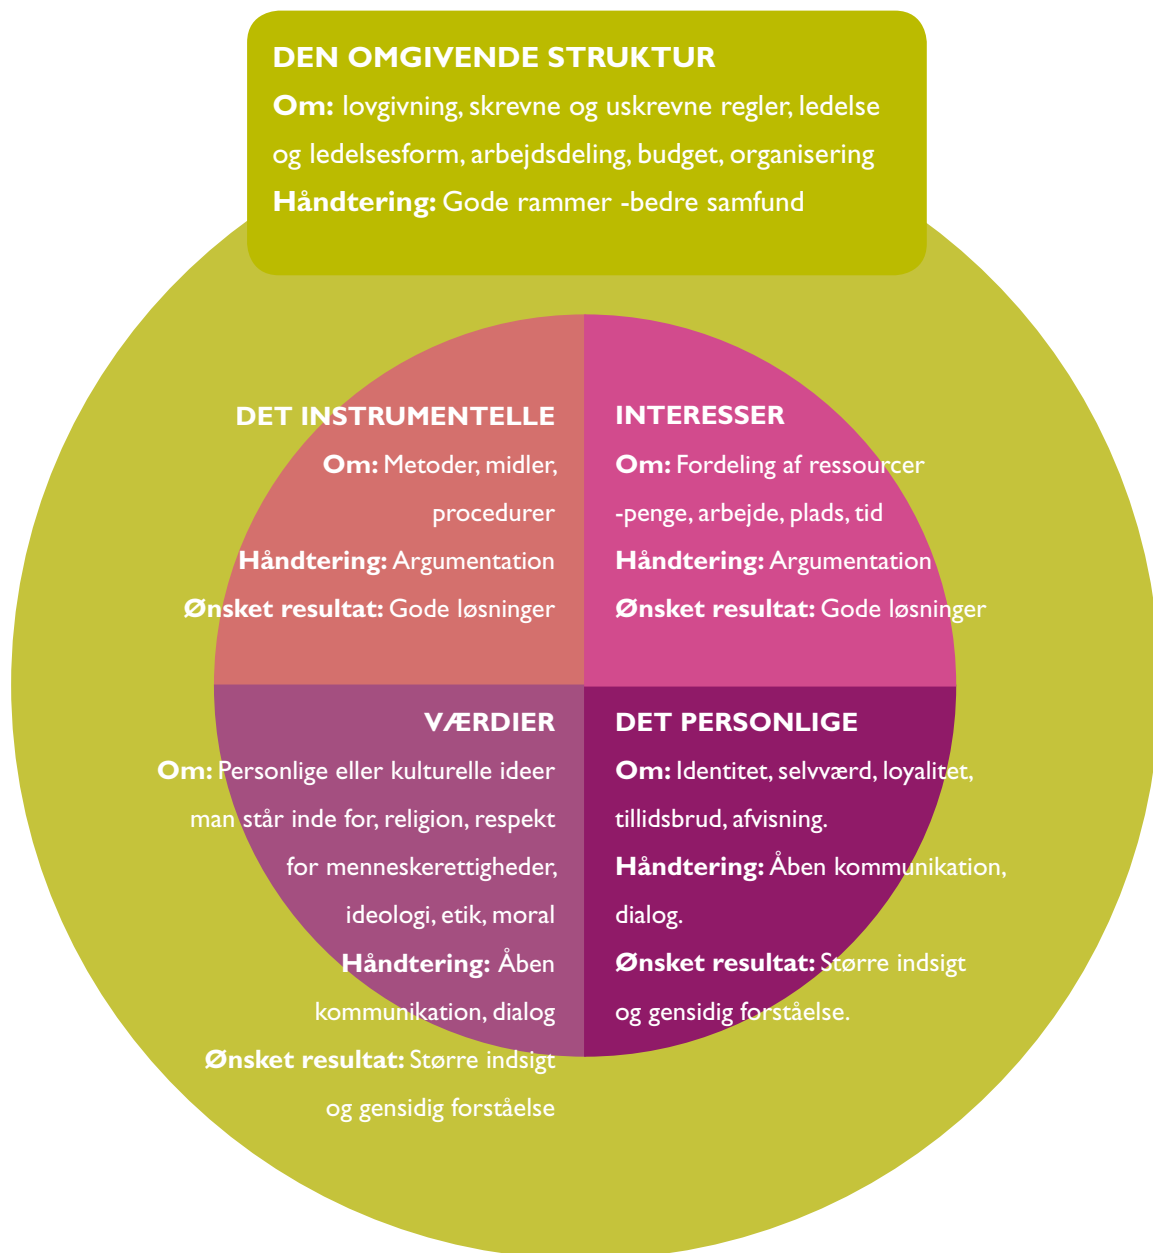 DEN OMGIVENDE STRUKTUR
Om: lovgivning, skrevne og uskrevne regler, ledelse
og ledelsesform, arbejdsdeling, budget, organisering
Håndtering: Gode rammer -bedre samfund
DET INSTRUMENTELLE
Om: Metoder, midler,
procedurer
Håndtering: Argumentation
Ønsket resultat: Gode løsninger
INTERESSER
Om: Fordeling af ressourcer
-penge, arbejde, plads, tid
Håndtering: Argumentation
Ønsket resultat: Gode løsninger
VÆRDIER
Om: Personlige eller kulturelle ideer
man står inde for, religion, respekt
for menneskerettigheder,
ideologi, etik, moral
Håndtering: Åben
kommunikation, dialog
Ønsket resultat: Større indsigt
og gensidig forståelse
DET PERSONLIGE
Om: Identitet, selvværd, loyalitet,
tillidsbrud, afvisning.
Håndtering: Åben kommunikation,
dialog.
Ønsket resultat: Større indsigt
og gensidig forståelse.